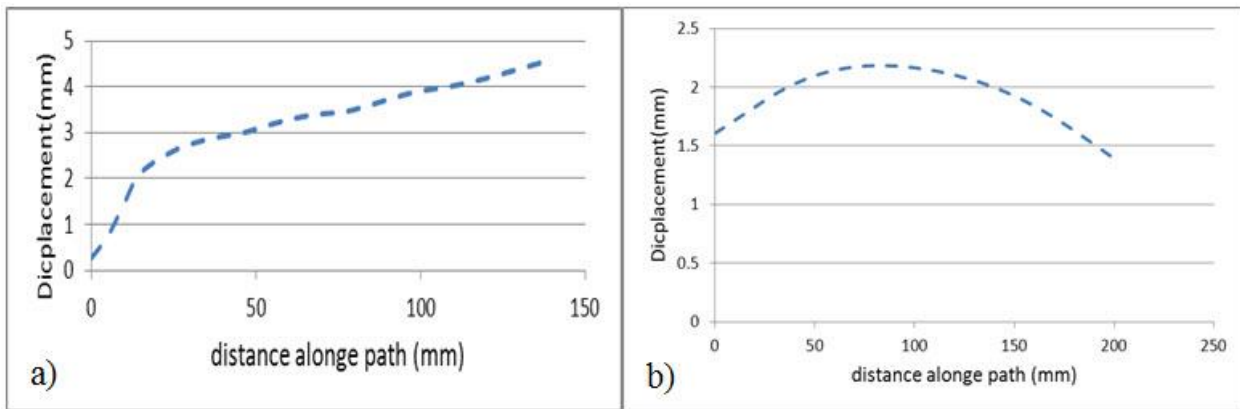 5
4
3
2
1
0
Dicplacement(mm)
0 50 100 150
distance alonge path (mm)
a)
2.5
2
1.5
1
0.5
0
Dicplacement(mm)
0 50 100 150 200 250
distance alonge path (mm)
b)